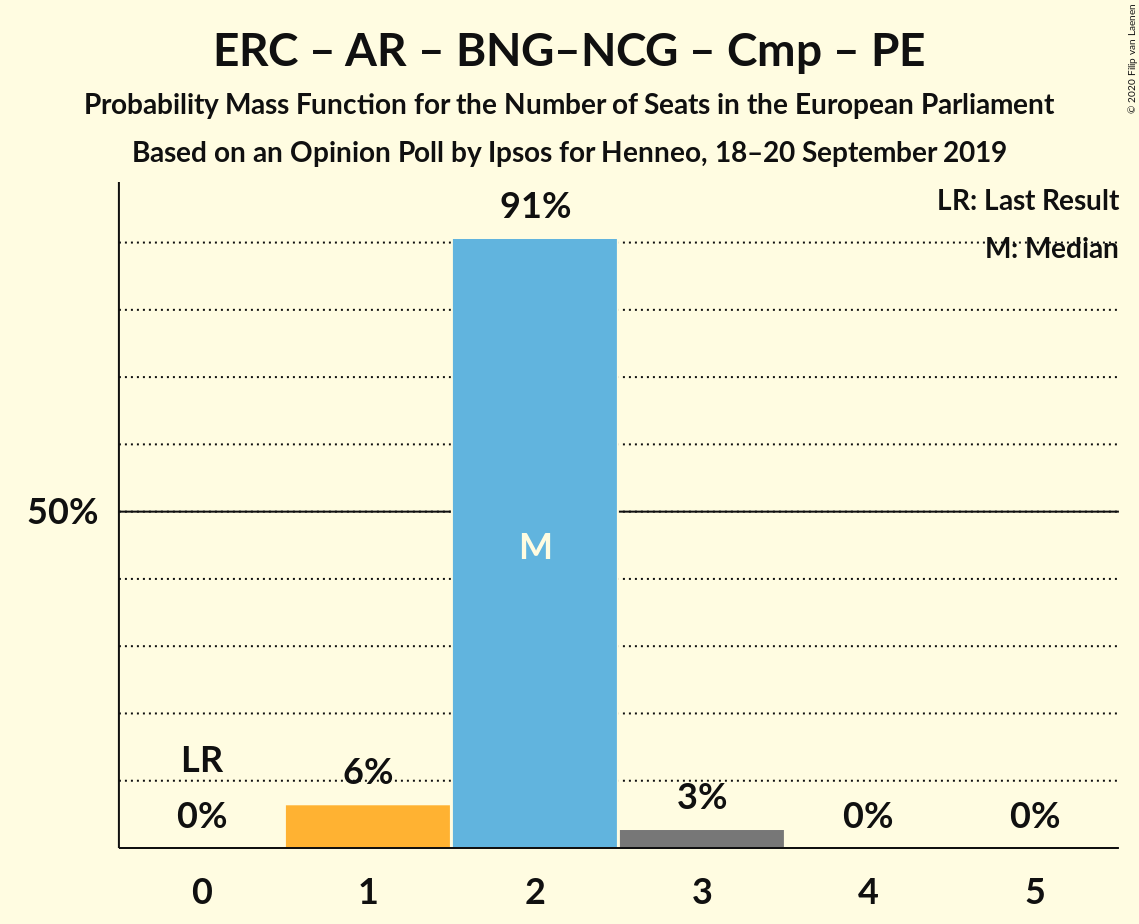 ERC – AR – BNG–NCG – Cmp – PE
Probability Mass Function for the Number of Seats in the European Parliament
Based on an Opinion Poll by Ipsos for Henneo, 18–20 September 2019
© 2020 Filip van Laenen
LR: Last Result
M: Median
91%
50%
M
LR
0%
6%
3%
0%
0%
0
1
2
3
4
5